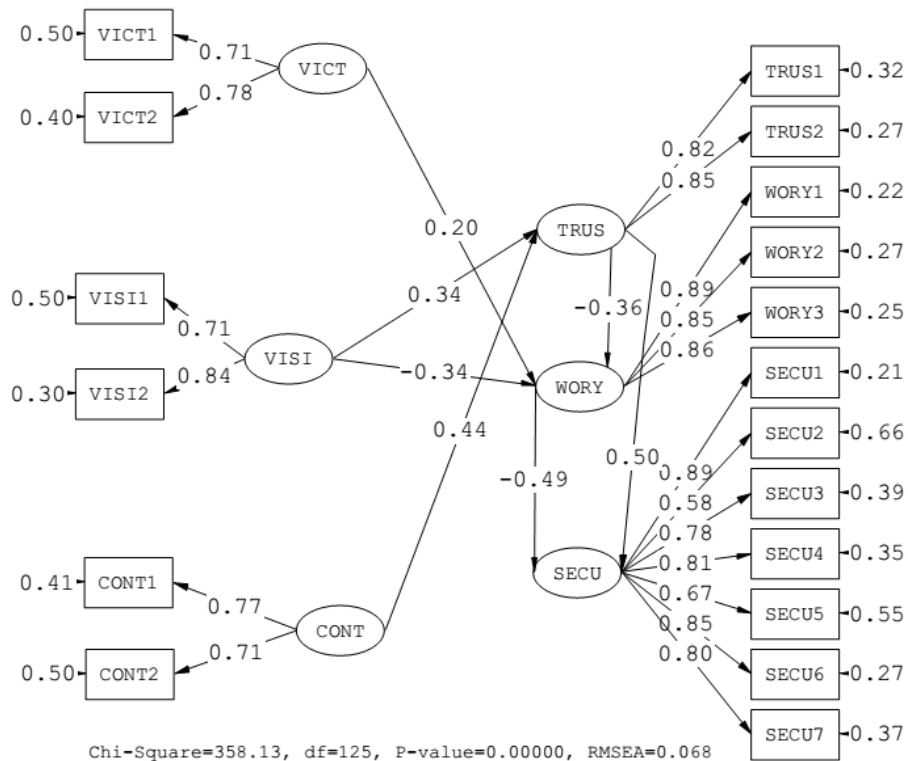 0.50 VICT1
0.71
VICT
0.78
0.40 VICT2
TRUS1 0.32
TRUS2 0.27
0.82
0.85
WORY1 0.22
0.20
TRUS
WORY2 0.27
0.50 VISI1
0.34
-0.36
0.89
0.85
0.86
WORY3 0.25
0.71
VISI
0.84
-0.34
WORY
SECU1 0.21
0.30 VISI2
0.44
SECU2 0.66
-0.49
0.50
0.89
0.58
0.78
0.81
0.67
0.85
0.80
SECU3 0.39
SECU4 0.35
SECU
0.41 CONT1
0.77
SECU5 0.55
CONT
0.71
0.50 CONT2
SECU6 0.27
SECU7 0.37
Chi-Square=358.13, df=125, P-value=0.00000, RMSEA=0.068